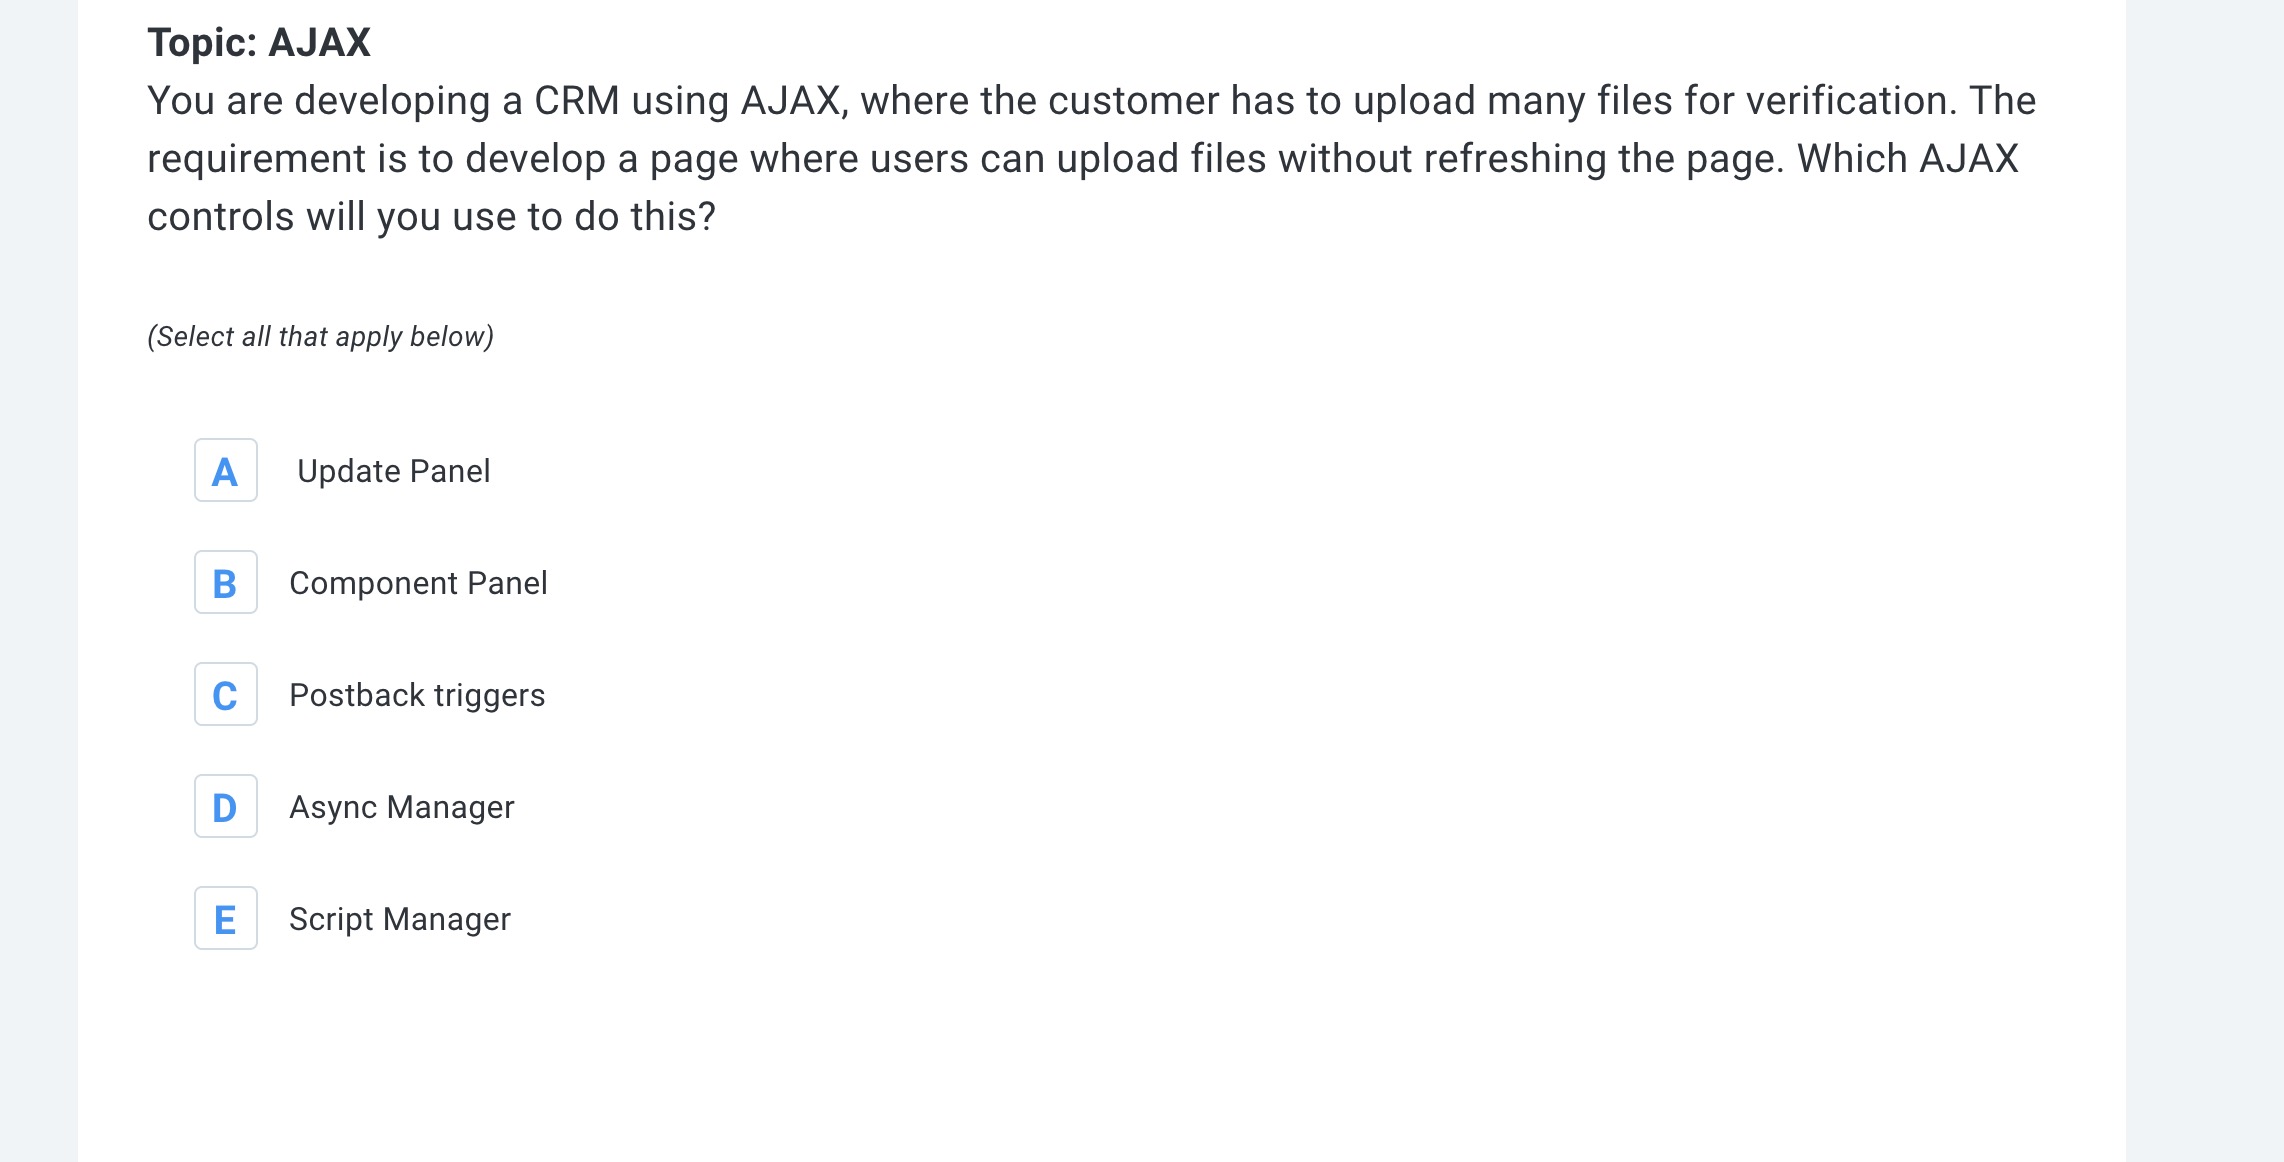 Topic: AJAX
You are developing a CRM using AJAX, where the customer has to upload many files for verification. The
requirement is to develop a page where users can upload files without refreshing the page. Which AJAX
controls will you use to do this?
(Select all that apply below)
A Update Panel
B Component Panel
C Postback triggers
D Async Manager
E Script Manager